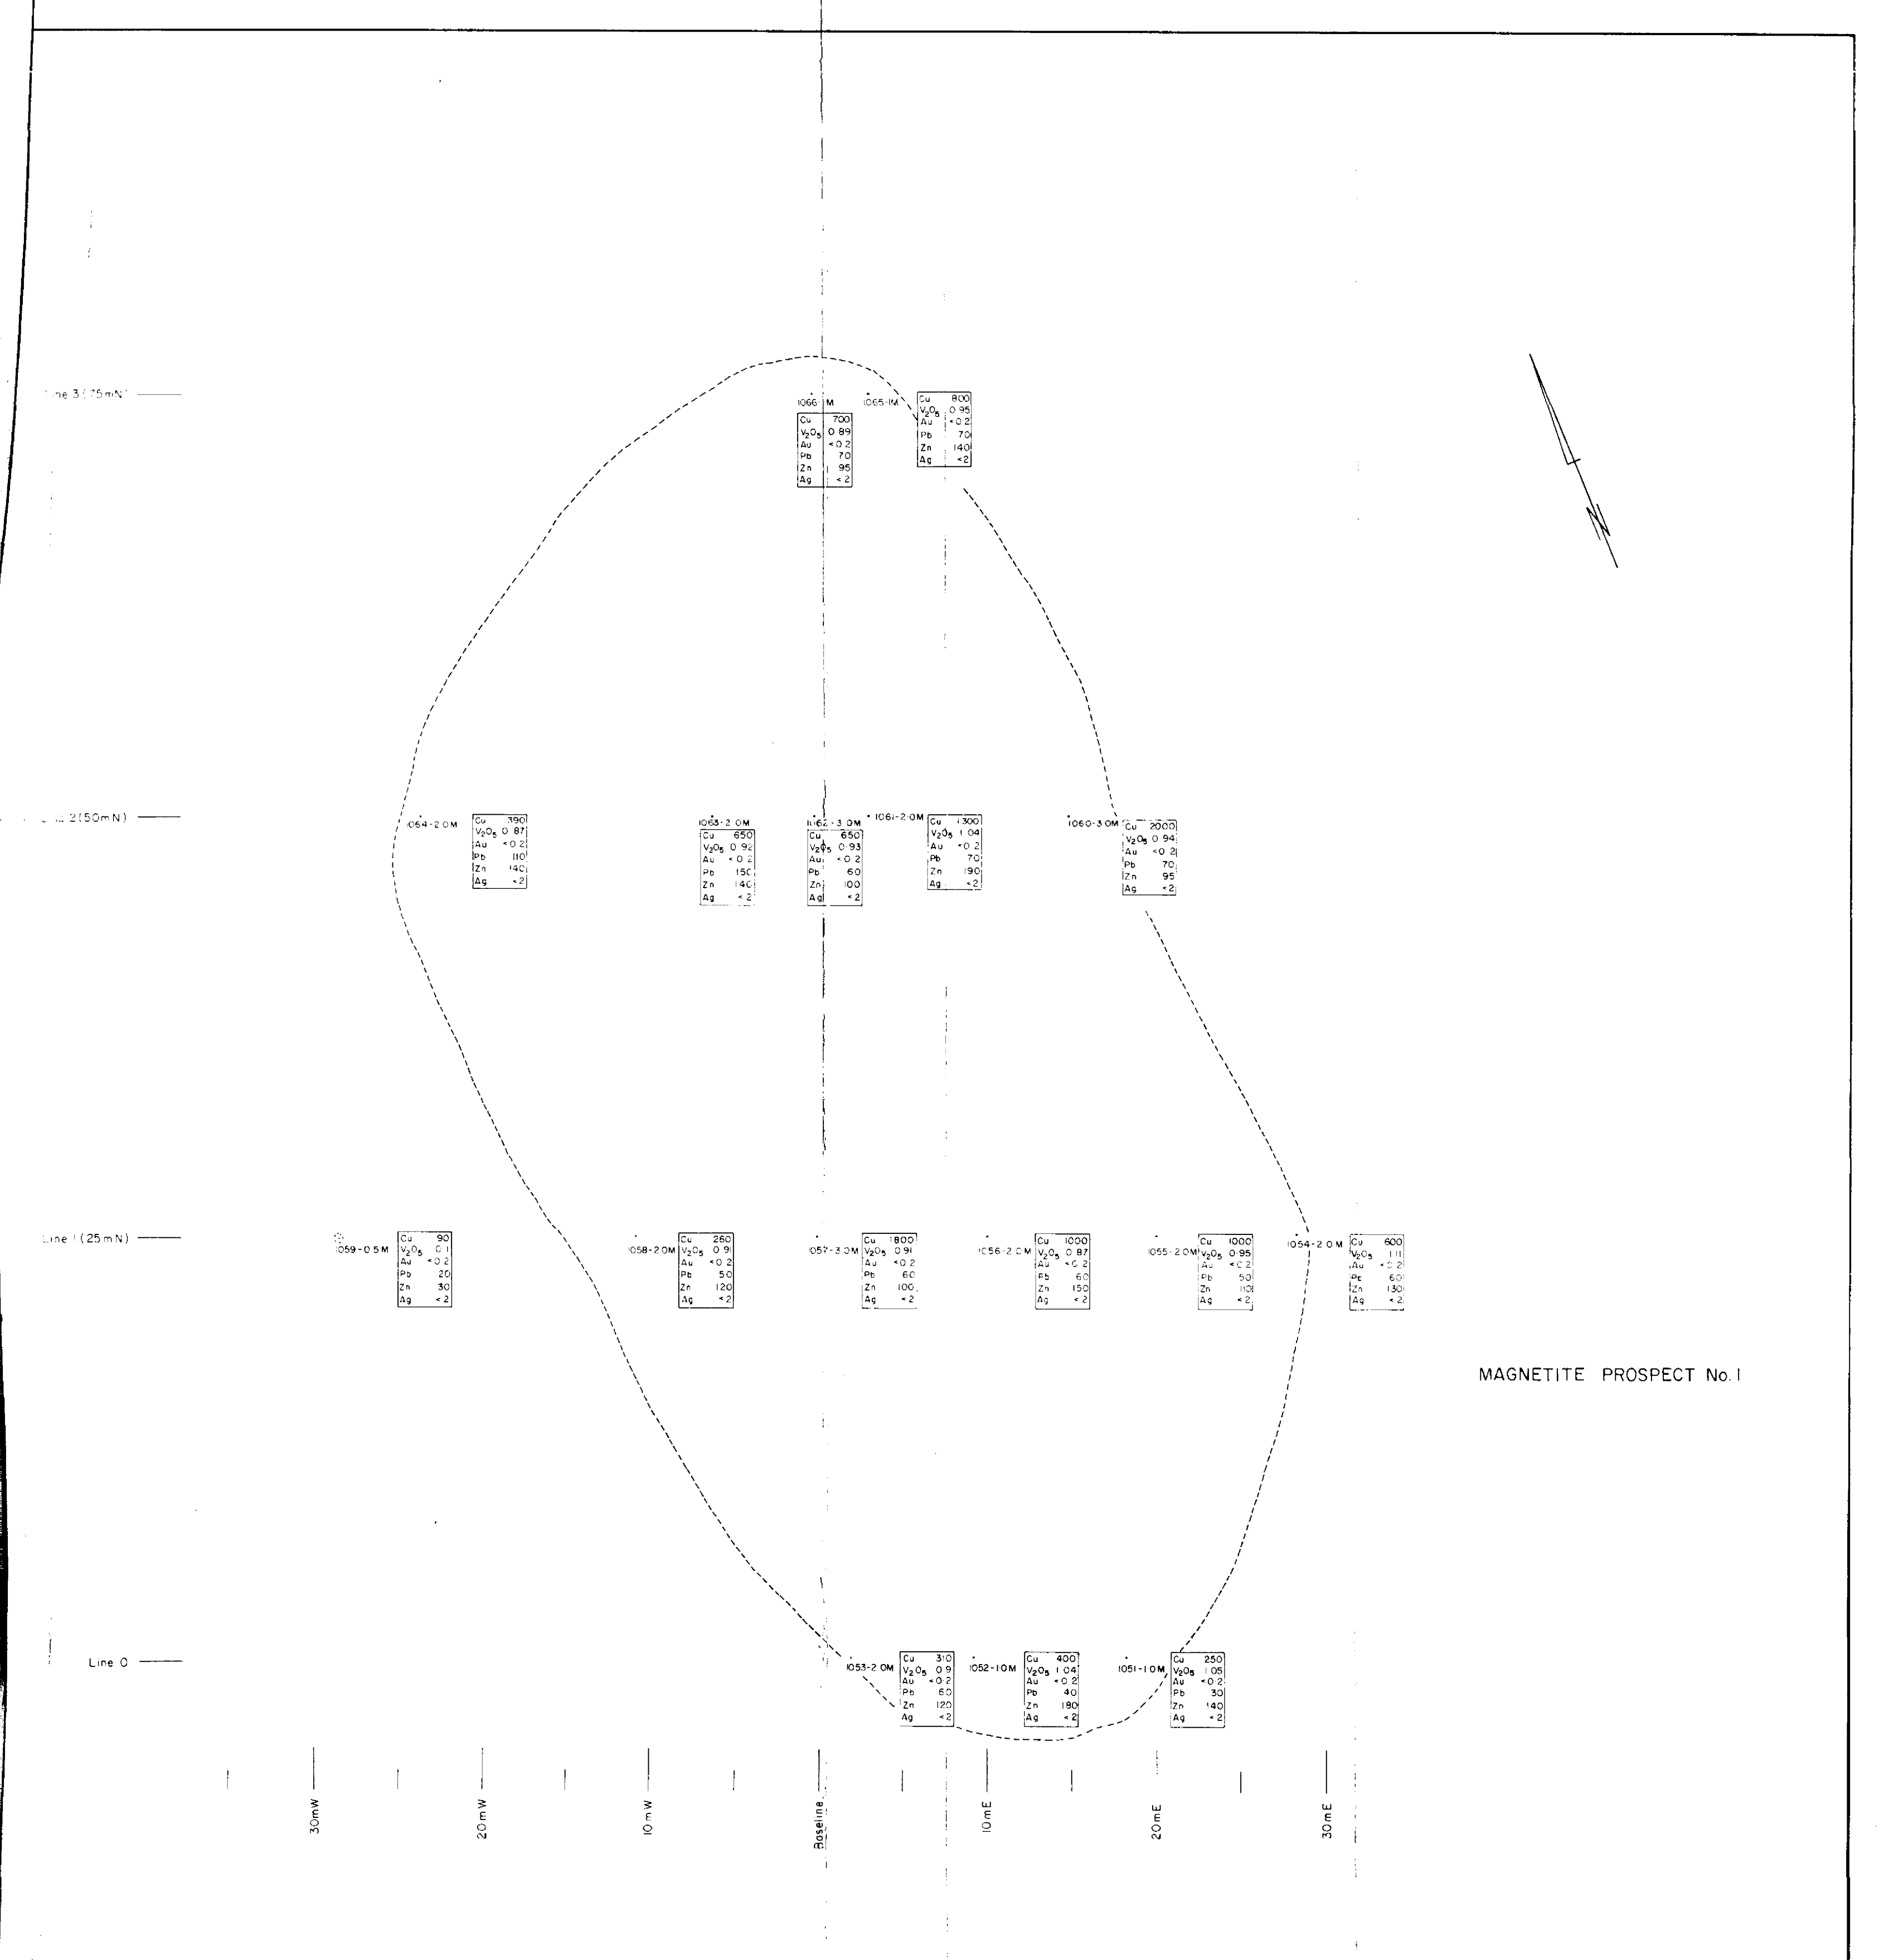 Line 3 (75mN)
1066-1M
1065-1M
Cu 800
V₂O₅ 0.95
Au <0.2
Pb 70
Zn 140
Ag <2
Cu 700
V₂O₅ 0.89
Au <0.2
Pb 70
Zn 95
Ag <2
N
2(50mN)
1064-2.0M
Cu 390
V₂O₅ 0.87
Au <0.2
Pb 110
Zn 140
Ag <2
1063-2.0M
Cu 650
V₂O₅ 0.92
Au <0.2
Pb 150
Zn 140
Ag <2
1062-3.0M
Cu 650
V₂O₅ 0.93
Au <0.2
Pb 60
Zn 100
Ag <2
1061-2.0M
Cu 1300
V₂O₅ 1.04
Au <0.2
Pb 70
Zn 190
Ag <2
1060-3.0M
Cu 2000
V₂O₅ 0.94
Au <0.2
Pb 70
Zn 95
Ag <2
Line 1 (25mN)
1059-0.5M
Cu 90
V₂O₅ 0.1
Au <0.2
Pb 20
Zn 30
Ag <2
1058-2.0M
Cu 260
V₂O₅ 0.91
Au <0.2
Pb 50
Zn 120
Ag <2
1057-3.0M
Cu 1800
V₂O₅ 0.91
Au <0.2
Pb 60
Zn 100
Ag <2
1056-2.0M
Cu 1000
V₂O₅ 0.87
Au <0.2
Pb 60
Zn 150
Ag <2
1055-2.0M
Cu 1000
V₂O₅ 0.95
Au <0.2
Pb 50
Zn 110
Ag <2
1054-2.0M
Cu 600
V₂O₅ 1.11
Au <0.2
Pb 60
Zn 130
Ag <2
MAGNETITE PROSPECT No. 1
Line 0
1053-2.0M
Cu 310
V₂O₅ 0.9
Au <0.2
Pb 60
Zn 120
Ag <2
1052-1.0M
Cu 400
V₂O₅ 1.04
Au <0.2
Pb 40
Zn 180
Ag <2
1051-1.0M
Cu 250
V₂O₅ 1.05
Au <0.2
Pb 30
Zn 140
Ag <2
30mW
20mW
10mW
Baseline
10mE
20mE
30mE